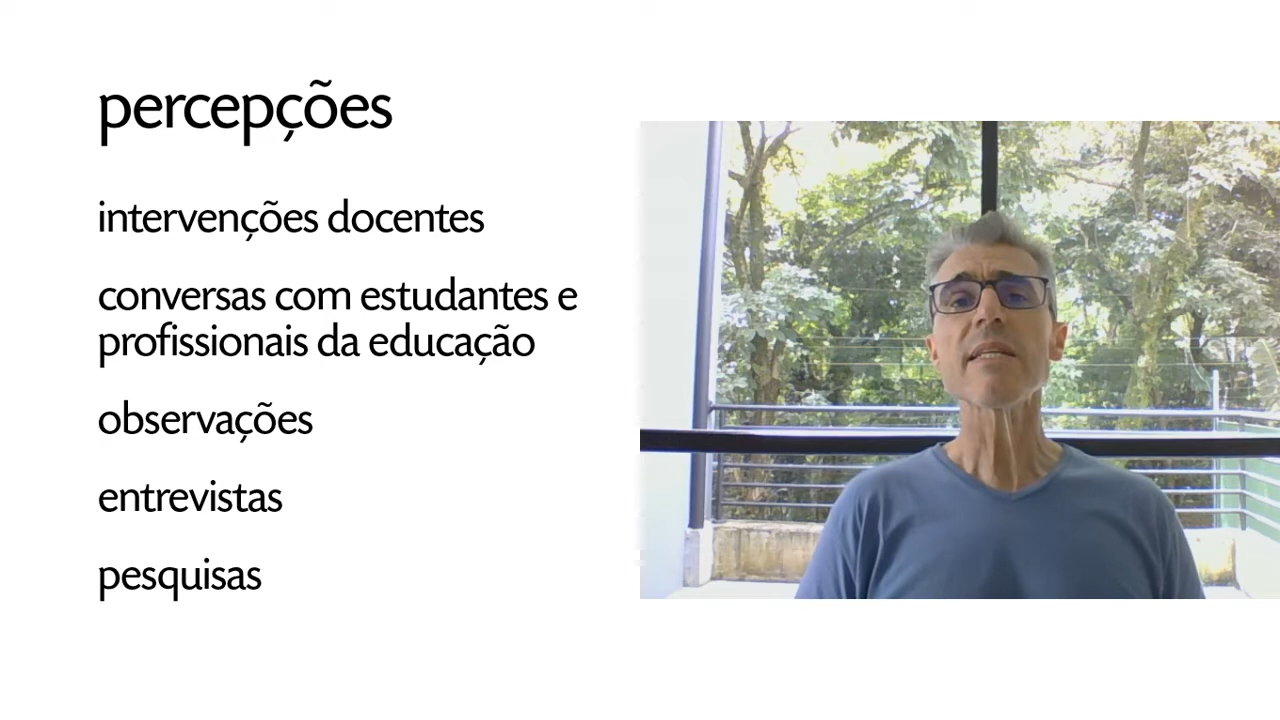 percepções
intervenções docentes
conversas com estudantes e
profissionais da educação
observações
entrevistas
pesquisas